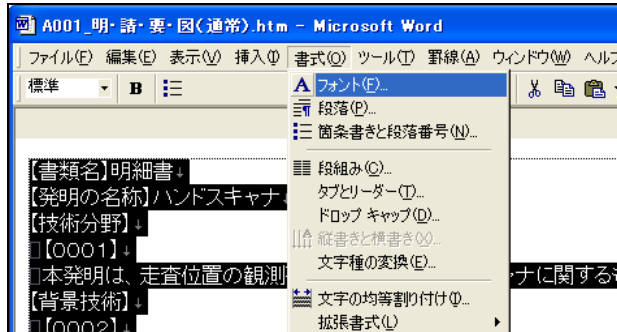 A001_明・請・要・図(通常).htm - Microsoft Word
ファイル(F) 編集(E) 表示(V) 挿入(I) 書式(O) ツール(T) 罫線(A) ウィンドウ(W) ヘルプ
標準 B
フォント(F)...
段落(P)...
箇条書きと段落番号(N)...
段組み(C)...
タブとリーダー(T)...
ドロップ キャップ(D)...
縦書きと横書き(X)...
文字種の変換(E)...
文字の均等割り付け(I)...
拡張書式(L)
【書類名】明細書↓
【発明の名称】ハンドスキャナ↓
【技術分野】↓
□【0001】↓
□本発明は、走査位置の観測 ャナに関する
【背景技術】↓
□【0002】↓